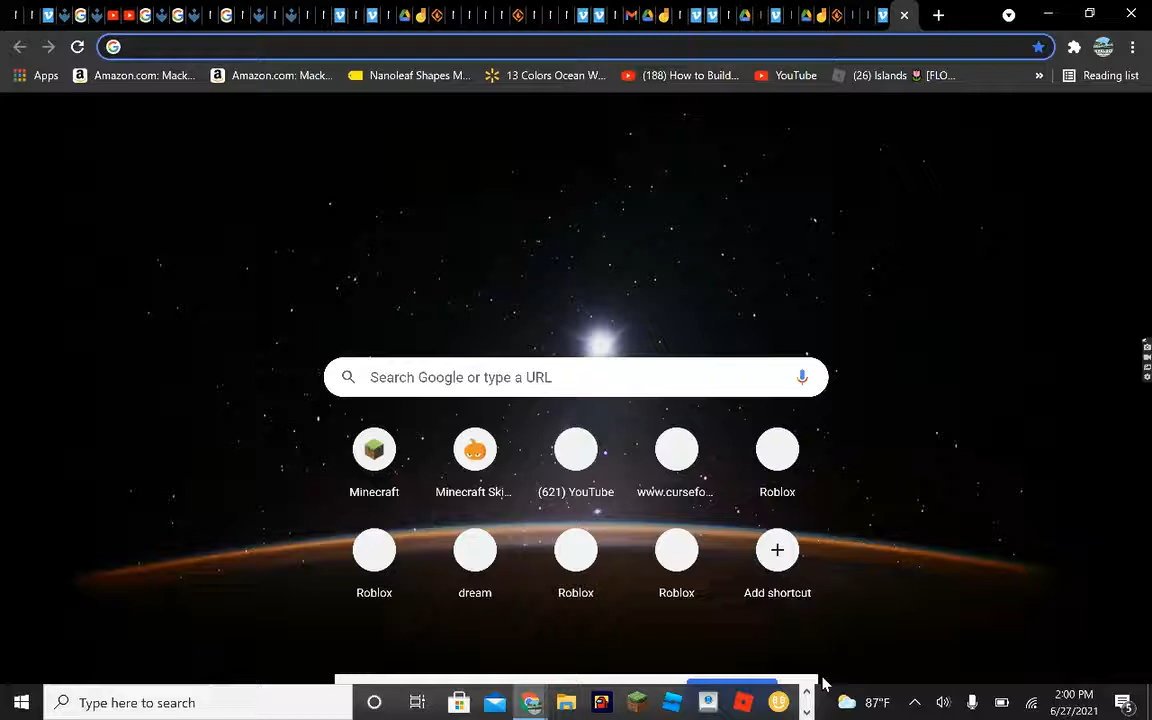 Apps
Amazon.com: Mack...
Amazon.com: Mack...
Nanoleaf Shapes M...
13 Colors Ocean W...
(188) How to Build...
YouTube
(26) Islands 🌷 [FLO...
»
Reading list
Search Google or type a URL
Minecraft
Minecraft Ski...
(621) YouTube
www.cursefo...
Roblox
Roblox
dream
Roblox
Roblox
Add shortcut
Type here to search
87°F
2:00 PM
6/27/2021
5